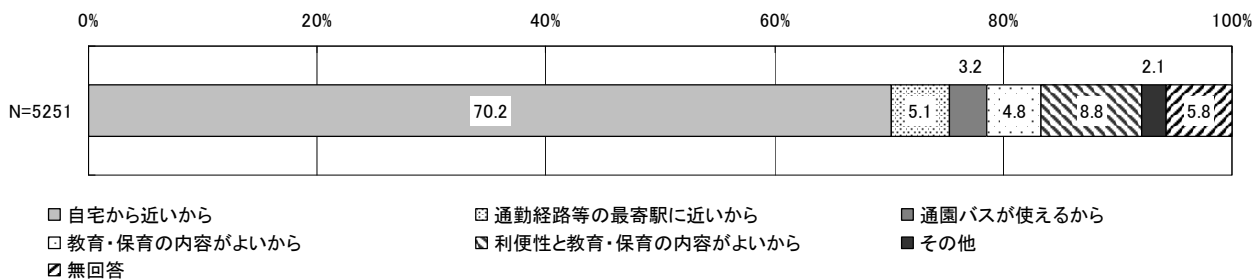 0% 20% 40% 60% 80% 100%
3.2 2.1
N=5251 70.2 5.1 4.8 8.8 5.8
自宅から近いから 通勤経路等の最寄駅に近いから 通園バスが使えるから
教育・保育の内容がよいから 利便性と教育・保育の内容がよいから その他
無回答